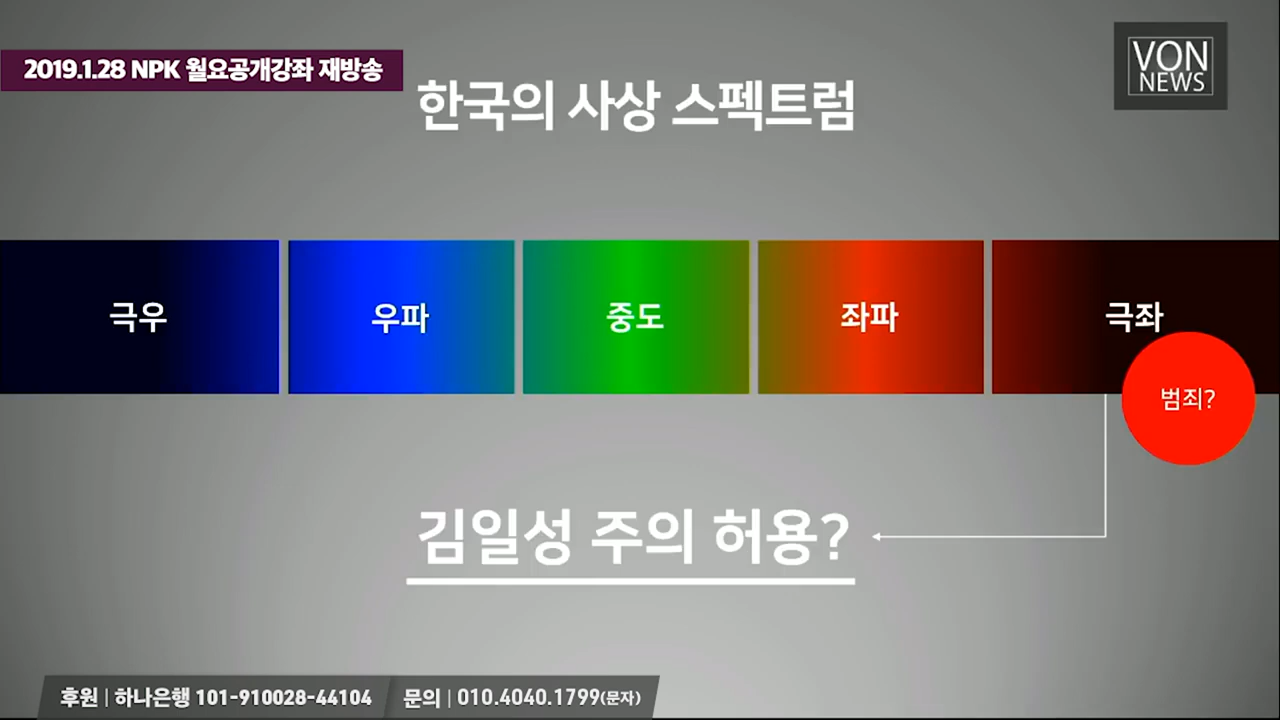 2019.1.28 NPK 월요공개강좌 재방송
VON
NEWS
한국의 사상 스펙트럼
극우
우파
중도
좌파
극좌
범죄?
김일성 주의 허용?
후원 | 하나은행 101-910028-44104
문의 | 010.4040.1799(문자)